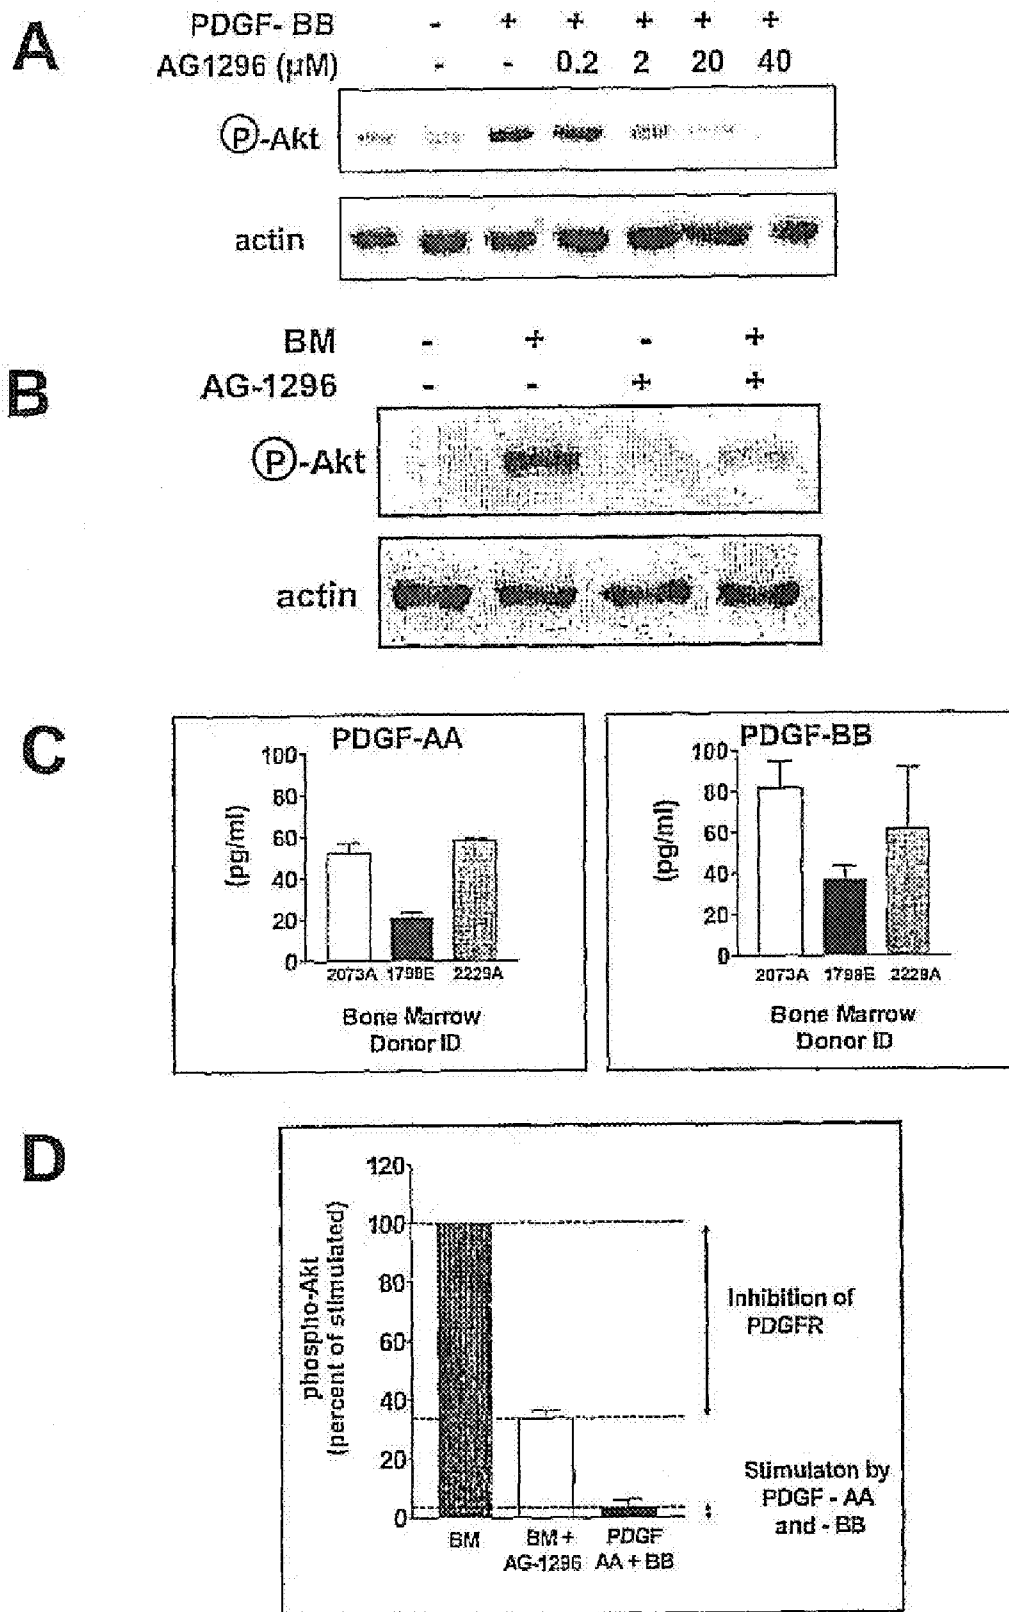 A
PDGF- BB - + + + + +
AG1296 (µM) - - 0.2 2 20 40
P-Akt
actin
B
BM - + - +
AG-1296 - - + +
P-Akt
actin
C
PDGF-AA
100
80
60
40
20
0
(pg/ml)
2073A 1798E 2229A
Bone Marrow
Donor ID
PDGF-BB
100
80
60
40
20
0
(pg/ml)
2073A 1798E 2229A
Bone Marrow
Donor ID
D
120
100
80
60
40
20
0
phospho-Akt
(percent of stimulated)
BM
BM +
AG-1296
PDGF
AA + BB
Inhibition of
PDGFR
Stimulaton by
PDGF - AA
and - BB